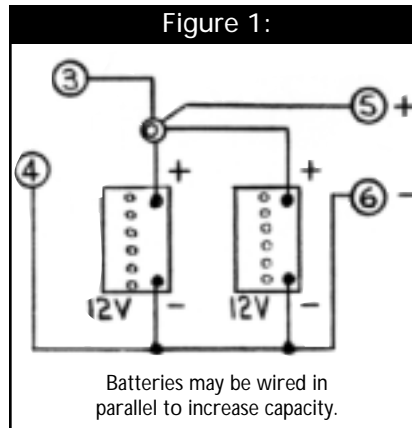 Figure 1:
3
5 +
4
+ +
6 -
12V - 12V -
Batteries may be wired in
parallel to increase capacity.